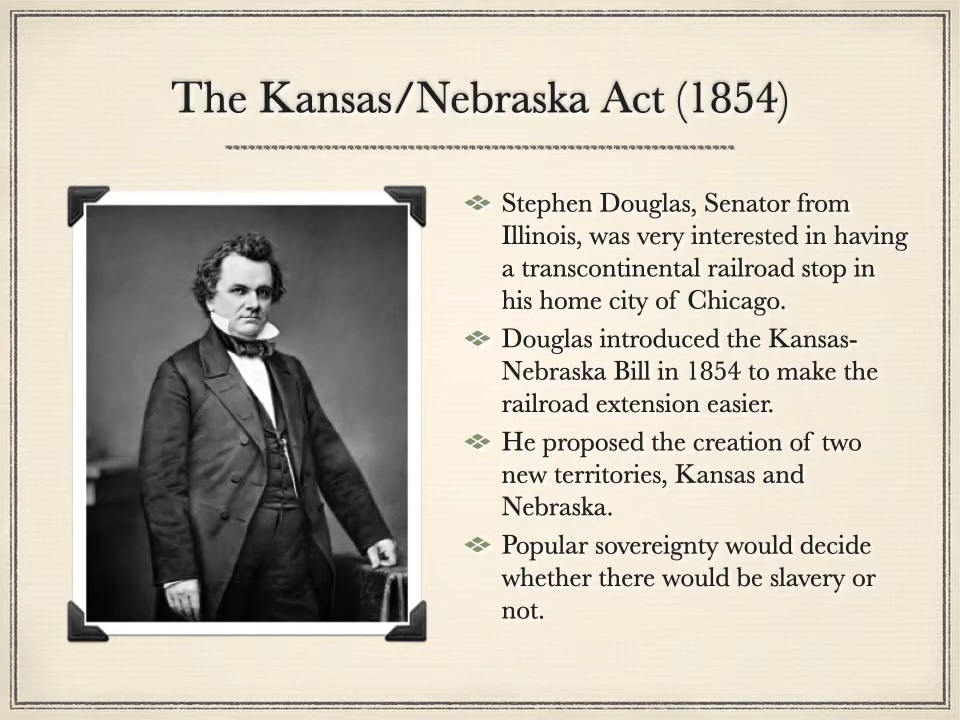 The Kansas/Nebraska Act (1854)
Stephen Douglas, Senator from
Illinois, was very interested in having
a transcontinental railroad stop in
his home city of Chicago.
Douglas introduced the Kansas-
Nebraska Bill in 1854 to make the
railroad extension easier.
He proposed the creation of two
new territories, Kansas and
Nebraska.
Popular sovereignty would decide
whether there would be slavery or
not.